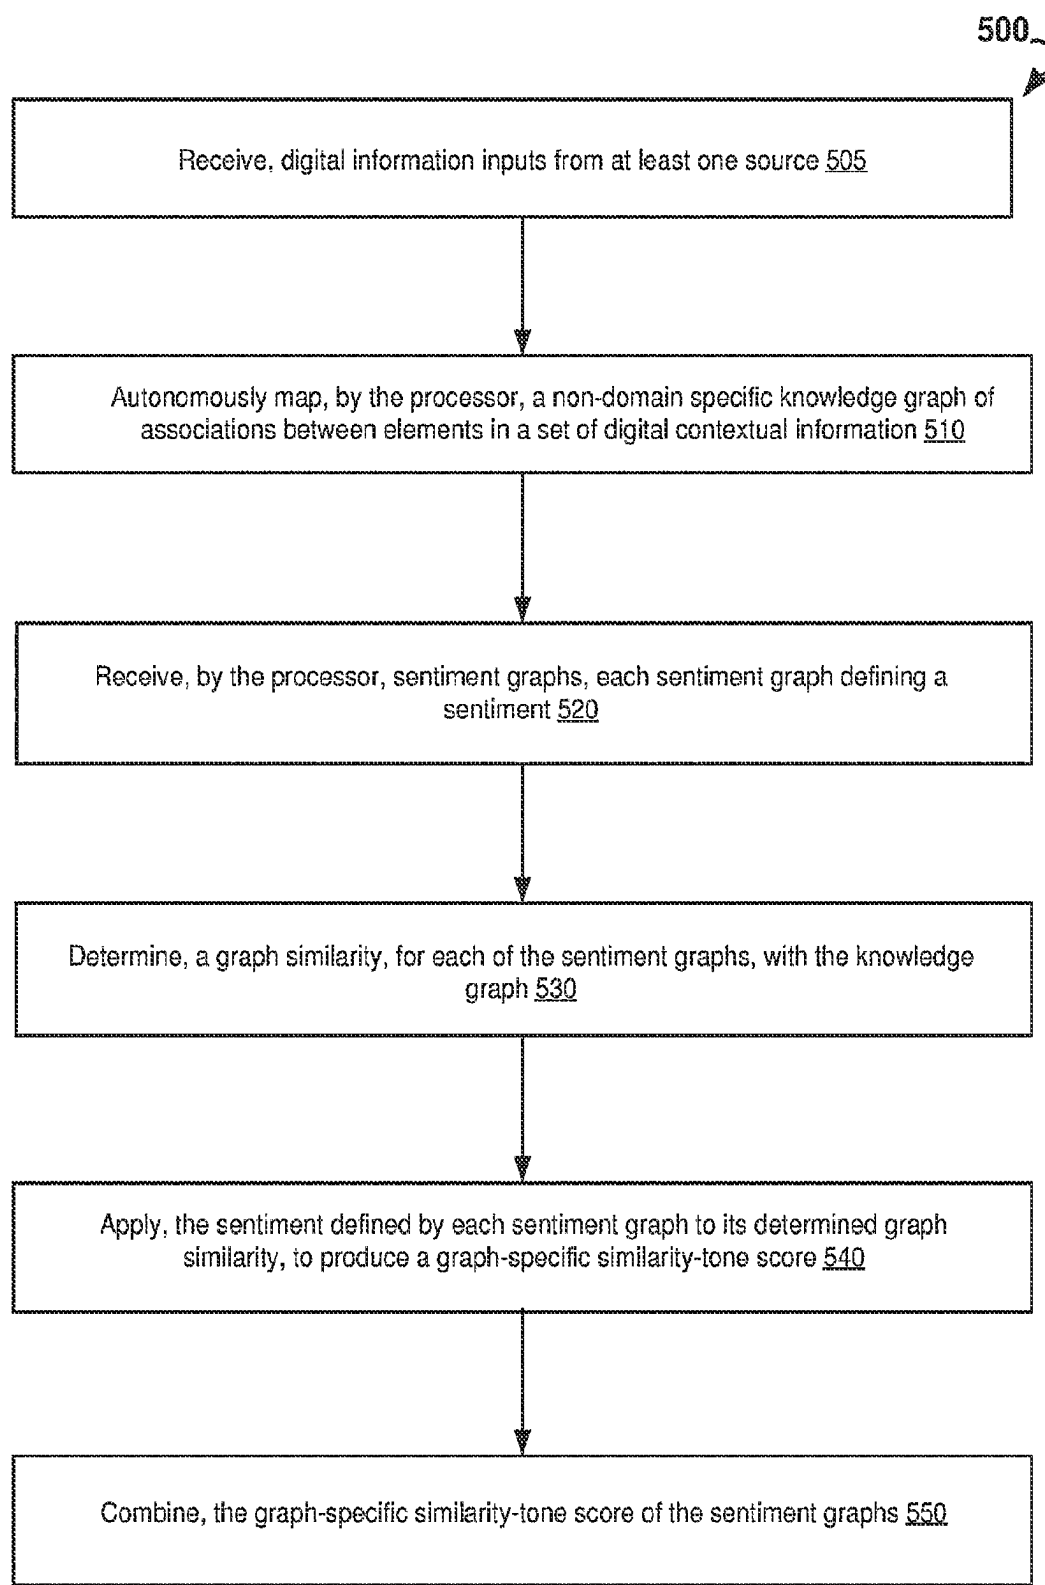 500
Receive, digital information inputs from at least one source 505
Autonomously map, by the processor, a non-domain specific knowledge graph of
associations between elements in a set of digital contextual information 510
Receive, by the processor, sentiment graphs, each sentiment graph defining a
sentiment 520
Determine, a graph similarity, for each of the sentiment graphs, with the knowledge
graph 530
Apply, the sentiment defined by each sentiment graph to its determined graph
similarity, to produce a graph-specific similarity-tone score 540
Combine, the graph-specific similarity-tone score of the sentiment graphs 550